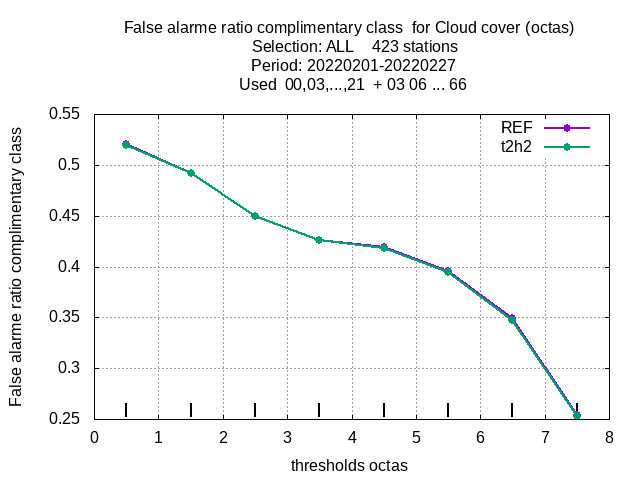 False alarme ratio complimentary class  for Cloud cover (octas)
Selection: ALL    423 stations
Period: 20220201-20220227
Used  00,03,...,21  + 03 06 ... 66
False alarme ratio complimentary class
0.55
0.5
0.45
0.4
0.35
0.3
0.25
REF
t2h2
0 1 2 3 4 5 6 7 8
thresholds octas